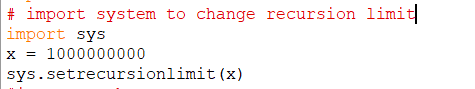 # import system to change recursion limit
import sys
x = 1000000000
sys.setrecursionlimit(x)